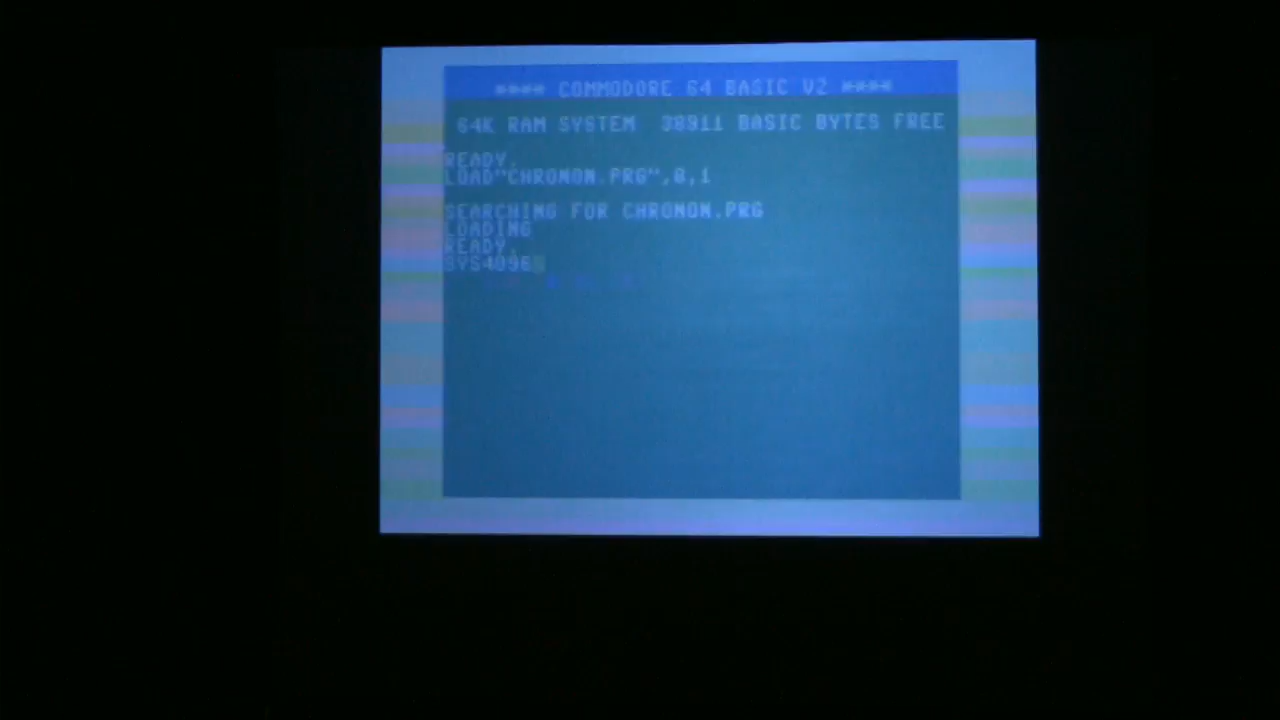 **** COMMODORE 64 BASIC V2 ****
64K RAM SYSTEM 38911 BASIC BYTES FREE
READY.
LOAD"CHRONON.PRG",8,1
SEARCHING FOR CHRONON.PRG
LOADING
READY.
SYS4096